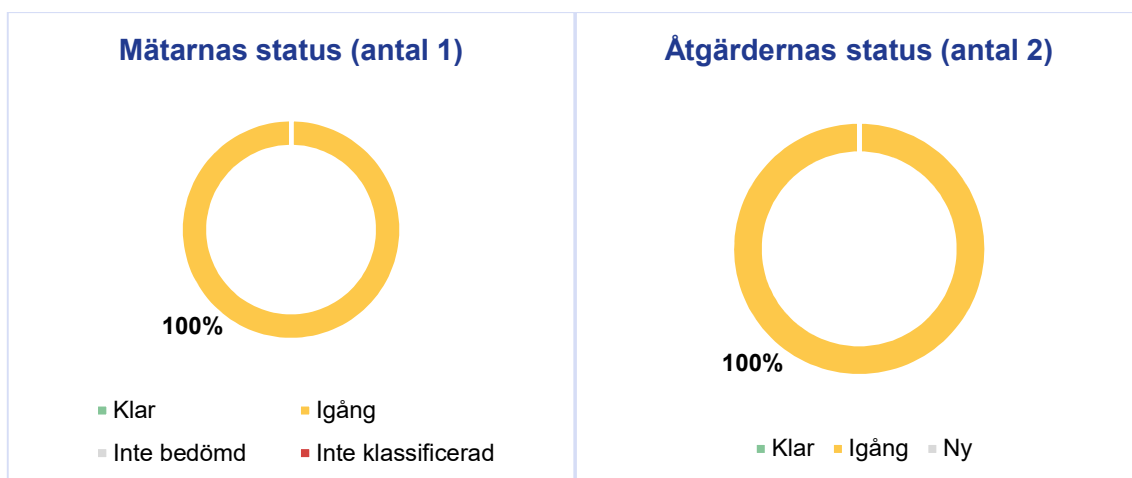 Mätarnas status (antal 1)
100%
Klar
Igång
Inte bedömd
Inte klassificerad
Åtgärdernas status (antal 2)
100%
Klar
Igång
Ny